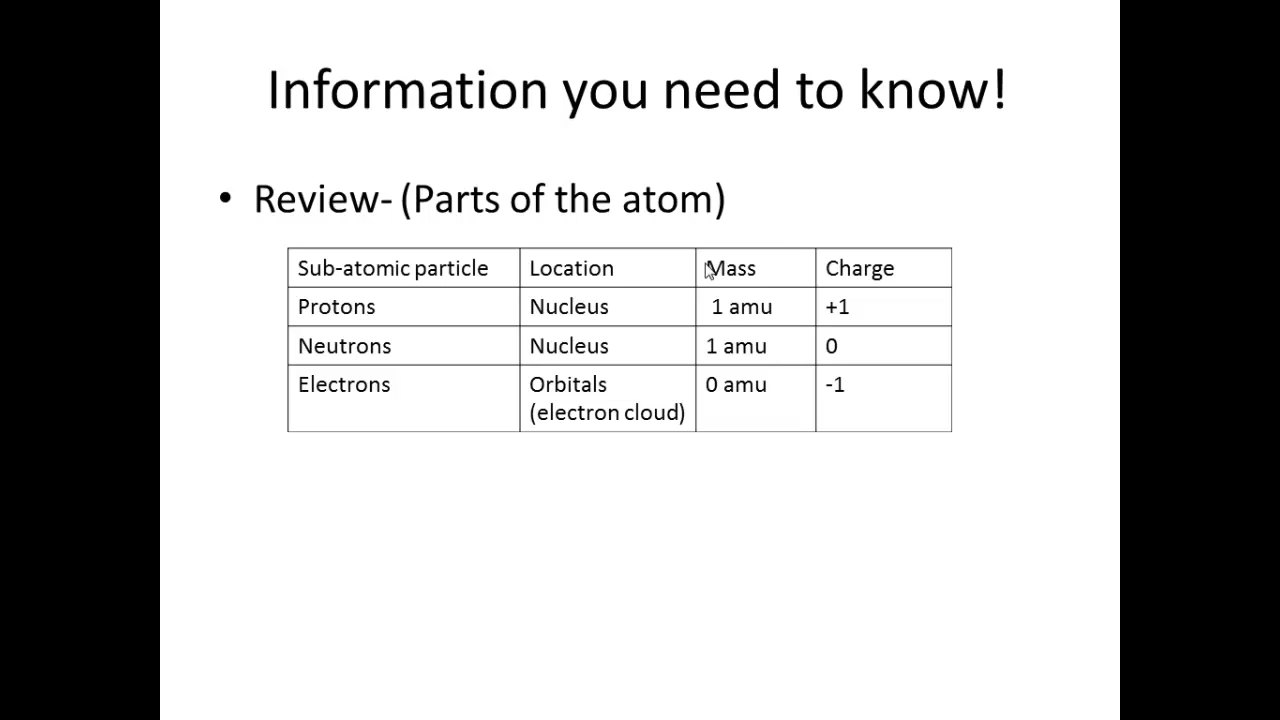 Information you need to know!
• Review- (Parts of the atom)
Sub-atomic particle Location Mass Charge
Protons Nucleus 1 amu +1
Neutrons Nucleus 1 amu 0
Electrons Orbitals 0 amu -1
(electron cloud)